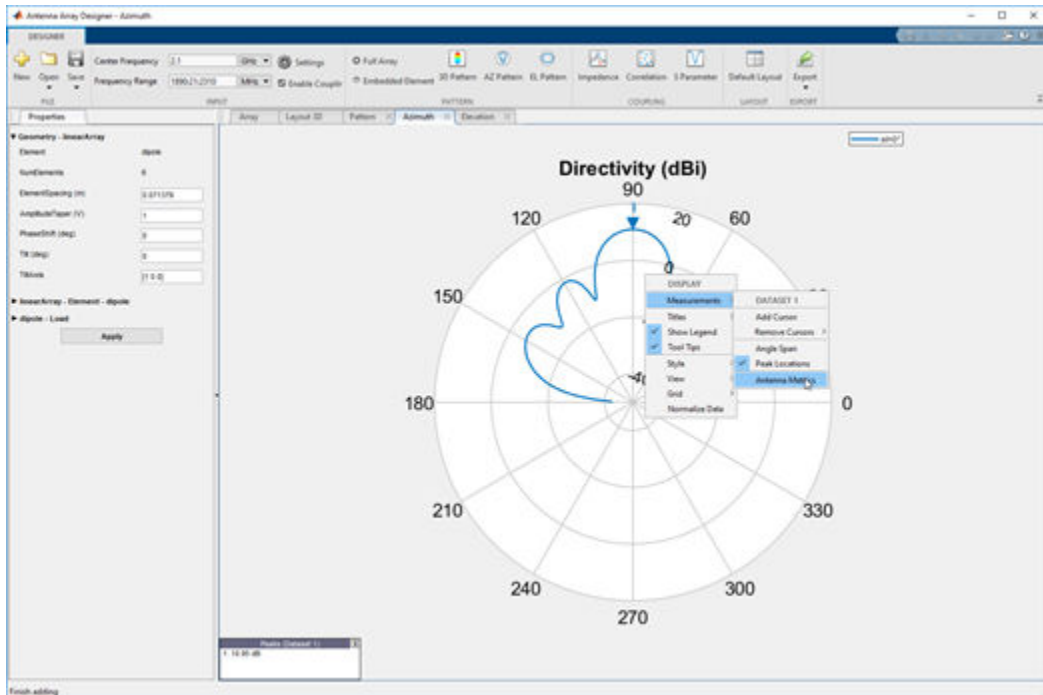 Antenna Array Designer - Azimuth
DESIGNER
New Open Save
Center Frequency 2.1 GHz Settings
Frequency Range MHz Enable Coupling
Full Array
Embedded Element
3D Pattern AZ Pattern EL Pattern
Impedance Correlation S Parameter
Default Layout
Export
FILE INPUT PATTERN COUPLING LAYOUT EXPORT
Properties
Array Layout 3D Pattern Azimuth Elevation
Geometry - linearArray
Element dipole
NumElements
ElementSpacing (m)
AmplitudeTaper (V) 1
PhaseShift (deg) 0
Tilt (deg) 0
TiltAxis [1 0 0]
linearArray - Element - dipole
dipole - Load
Apply
Directivity (dBi)
90
120 20 60
0
150
180 0
210 330
240 300
270
DISPLAY
Measurements
Titles
Show Legend
Tool Tips
Style
View
Grid
Normalize Data
DATASET 1
Add Cursor
Remove Cursors
Angle Span
Peak Locations
Antenna Metrics
Peaks (Dataset 1)
Finish adding